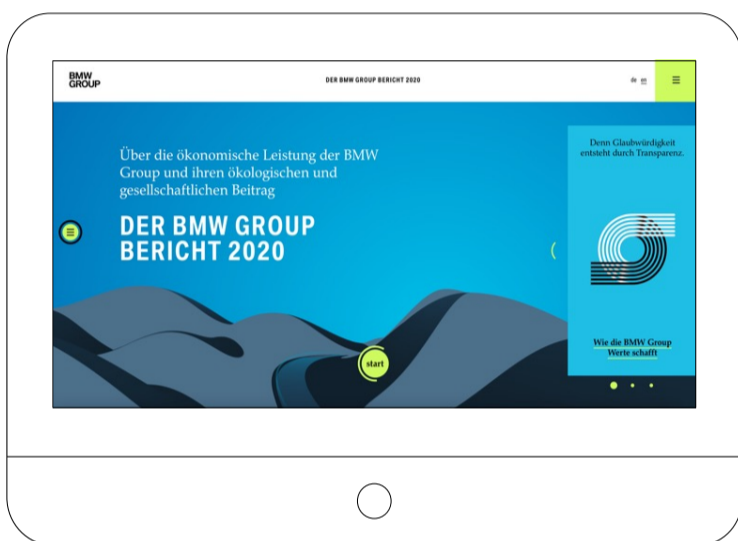 BMW
GROUP
DER BMW GROUP BERICHT 2020
de en
Über die ökonomische Leistung der BMW
Group und ihren ökologischen und
gesellschaftlichen Beitrag
DER BMW GROUP
BERICHT 2020
start
Denn Glaubwürdigkeit
entsteht durch Transparenz.
Wie die BMW Group
Werte schafft